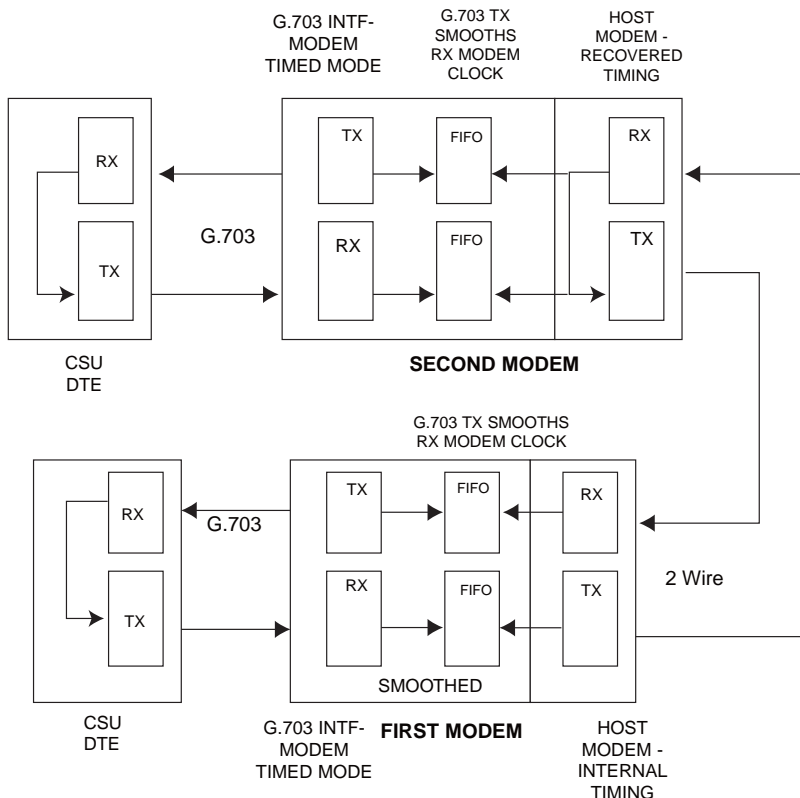 G.703 INTF-
MODEM
TIMED MODE
G.703 TX
SMOOTHS
RX MODEM
CLOCK
HOST
MODEM -
RECOVERED
TIMING
RX
TX
G.703
CSU
DTE
TX
FIFO
RX
FIFO
RX
TX
SECOND MODEM
G.703 TX SMOOTHS
RX MODEM CLOCK
RX
TX
G.703
CSU
DTE
TX
FIFO
RX
FIFO
SMOOTHED
RX
TX
2 Wire
G.703 INTF-
MODEM
TIMED MODE
FIRST MODEM
HOST
MODEM -
INTERNAL
TIMING